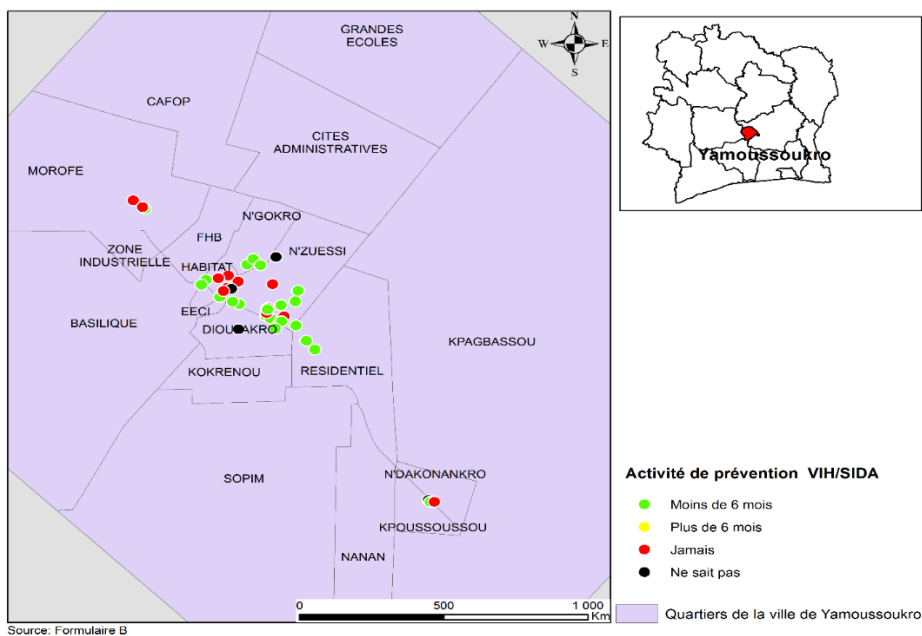 GRANDES
ECOLES
N
W E
S
CAFOP
CITES
ADMINISTRATIVES
MOROFE
N'GOKRO
FHB
N'ZUESSI
ZONE
INDUSTRIELLE
HABITAT
EECI
BASILIQUE
KPAGBASSOU
KOKRENOU
RESIDENTIEL
N'DAKONANKRO
SOPIM
KPOUSSOUSSOU
NANAN
0 500 1 000
Km
Source: Formulaire B
Yamoussoukro
Activité de prévention VIH/SIDA
Moins de 6 mois
Plus de 6 mois
Jamais
Ne sait pas
Quartiers de la ville de Yamoussoukro